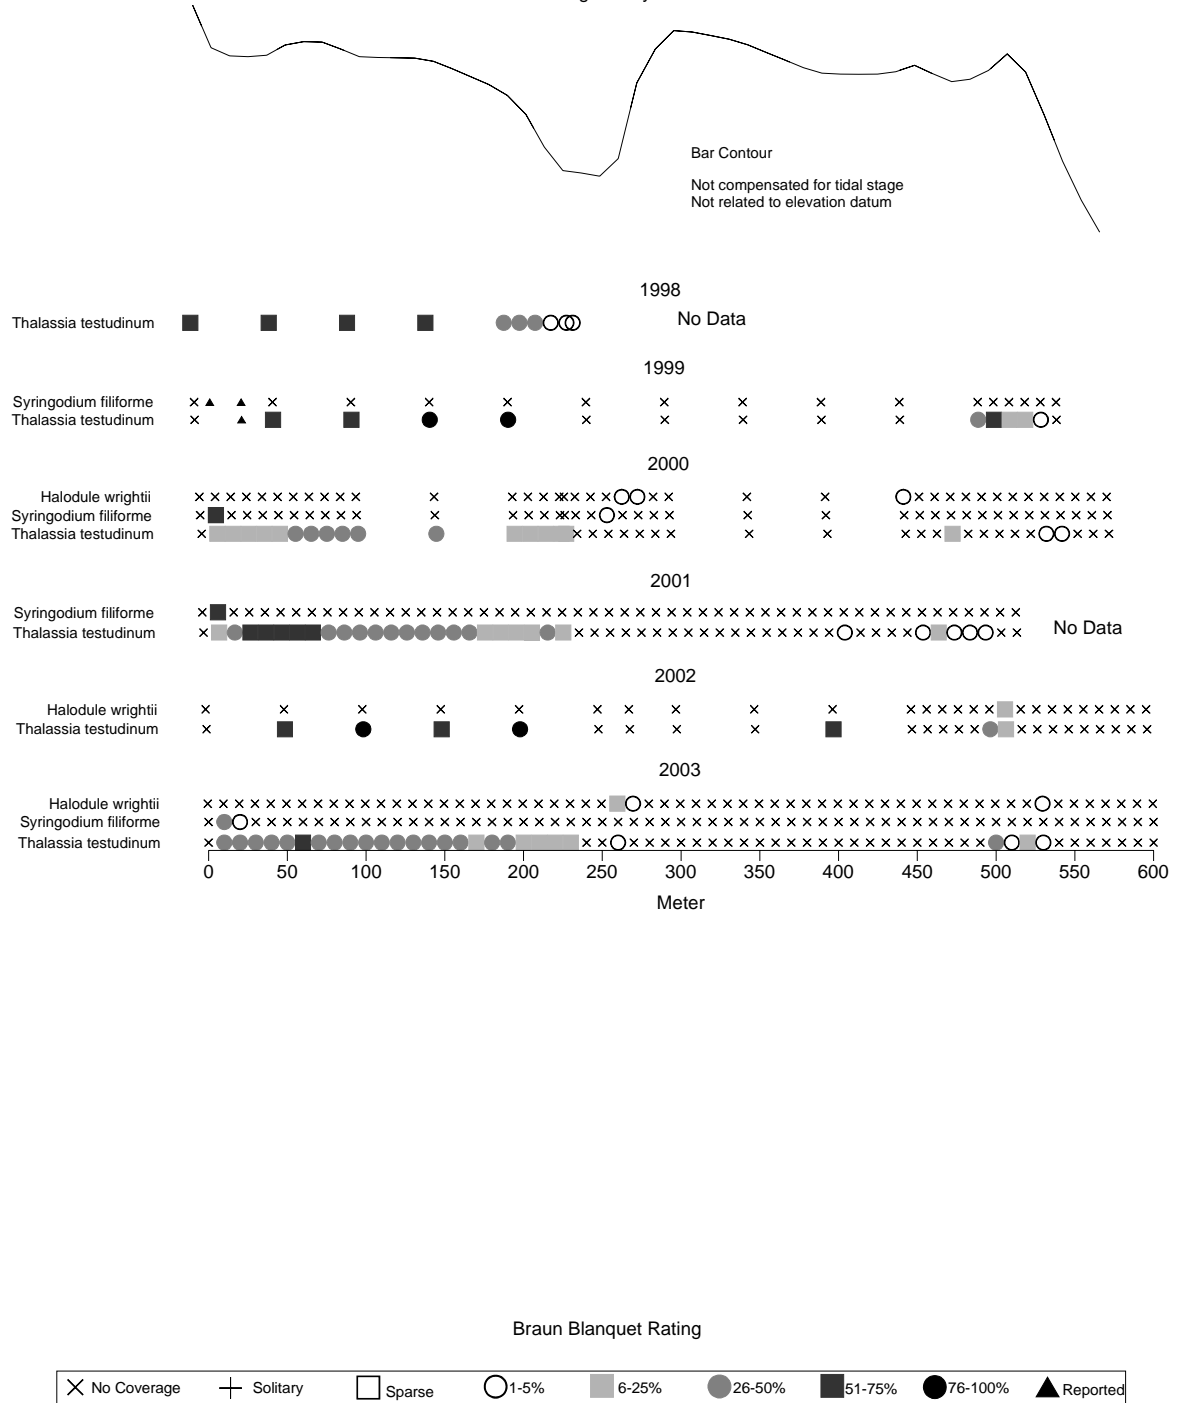 Bar Contour
Not compensated for tidal stage
Not related to elevation datum
1998
Thalassia testudinum
No Data
1999
Syringodium filiforme
Thalassia testudinum
2000
Halodule wrightii
Syringodium filiforme
Thalassia testudinum
2001
Syringodium filiforme
Thalassia testudinum
No Data
2002
Halodule wrightii
Thalassia testudinum
2003
Halodule wrightii
Syringodium filiforme
Thalassia testudinum
0 50 100 150 200 250 300 350 400 450 500 550 600
Meter
Braun Blanquet Rating
No Coverage Solitary Sparse 1-5% 6-25% 26-50% 51-75% 76-100% Reported